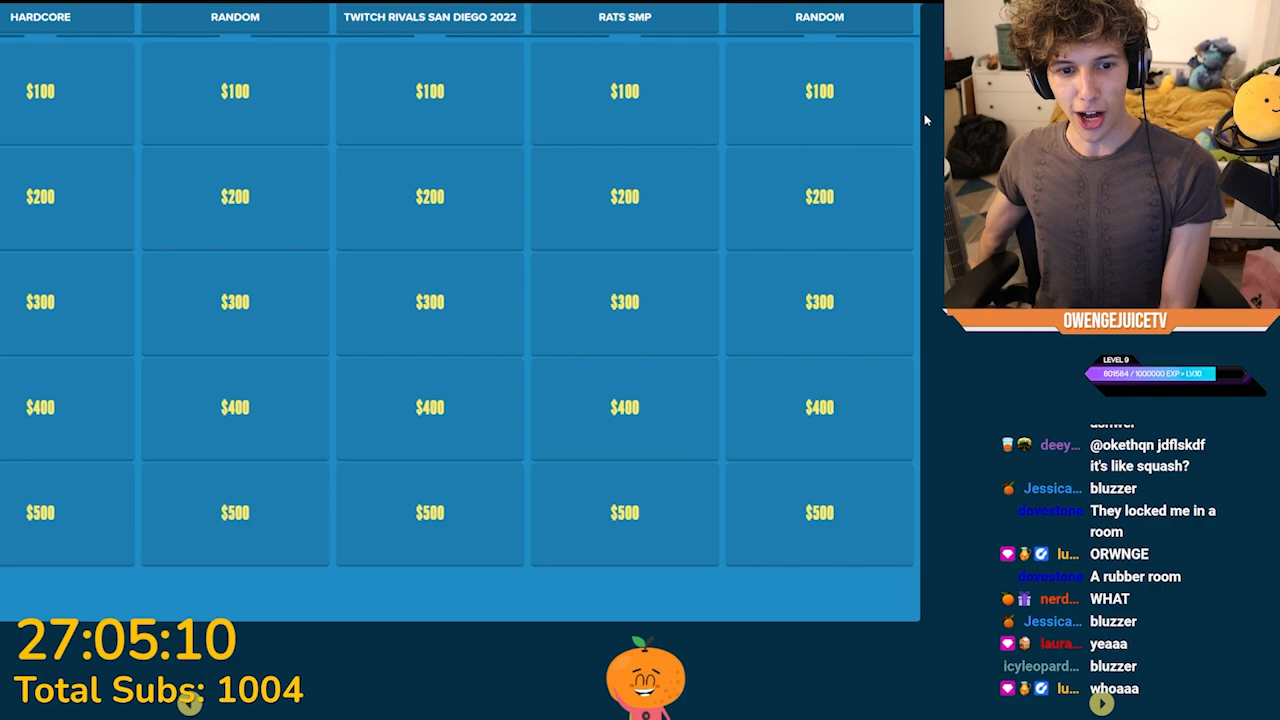 HARDCORE RANDOM TWITCH RIVALS SAN DIEGO 2022 RATS SMP RANDOM
$100 $100 $100 $100 $100
$200 $200 $200 $200 $200
$300 $300 $300 $300 $300
$400 $400 $400 $400 $400
$500 $500 $500 $500 $500
27:05:10
Total Subs: 1004
OWENGEJUICETV
LEVEL 9
801584 / 1000000 EXP > LV.10
deey... @okethqn jdflskdf
it's like squash?
Jessica... bluzzer
dovestone They locked me in a
room
lu... ORWNGE
dovestone A rubber room
nerd... WHAT
Jessica... bluzzer
laura... yeaaa
icyleopard... bluzzer
lu... whoaaa